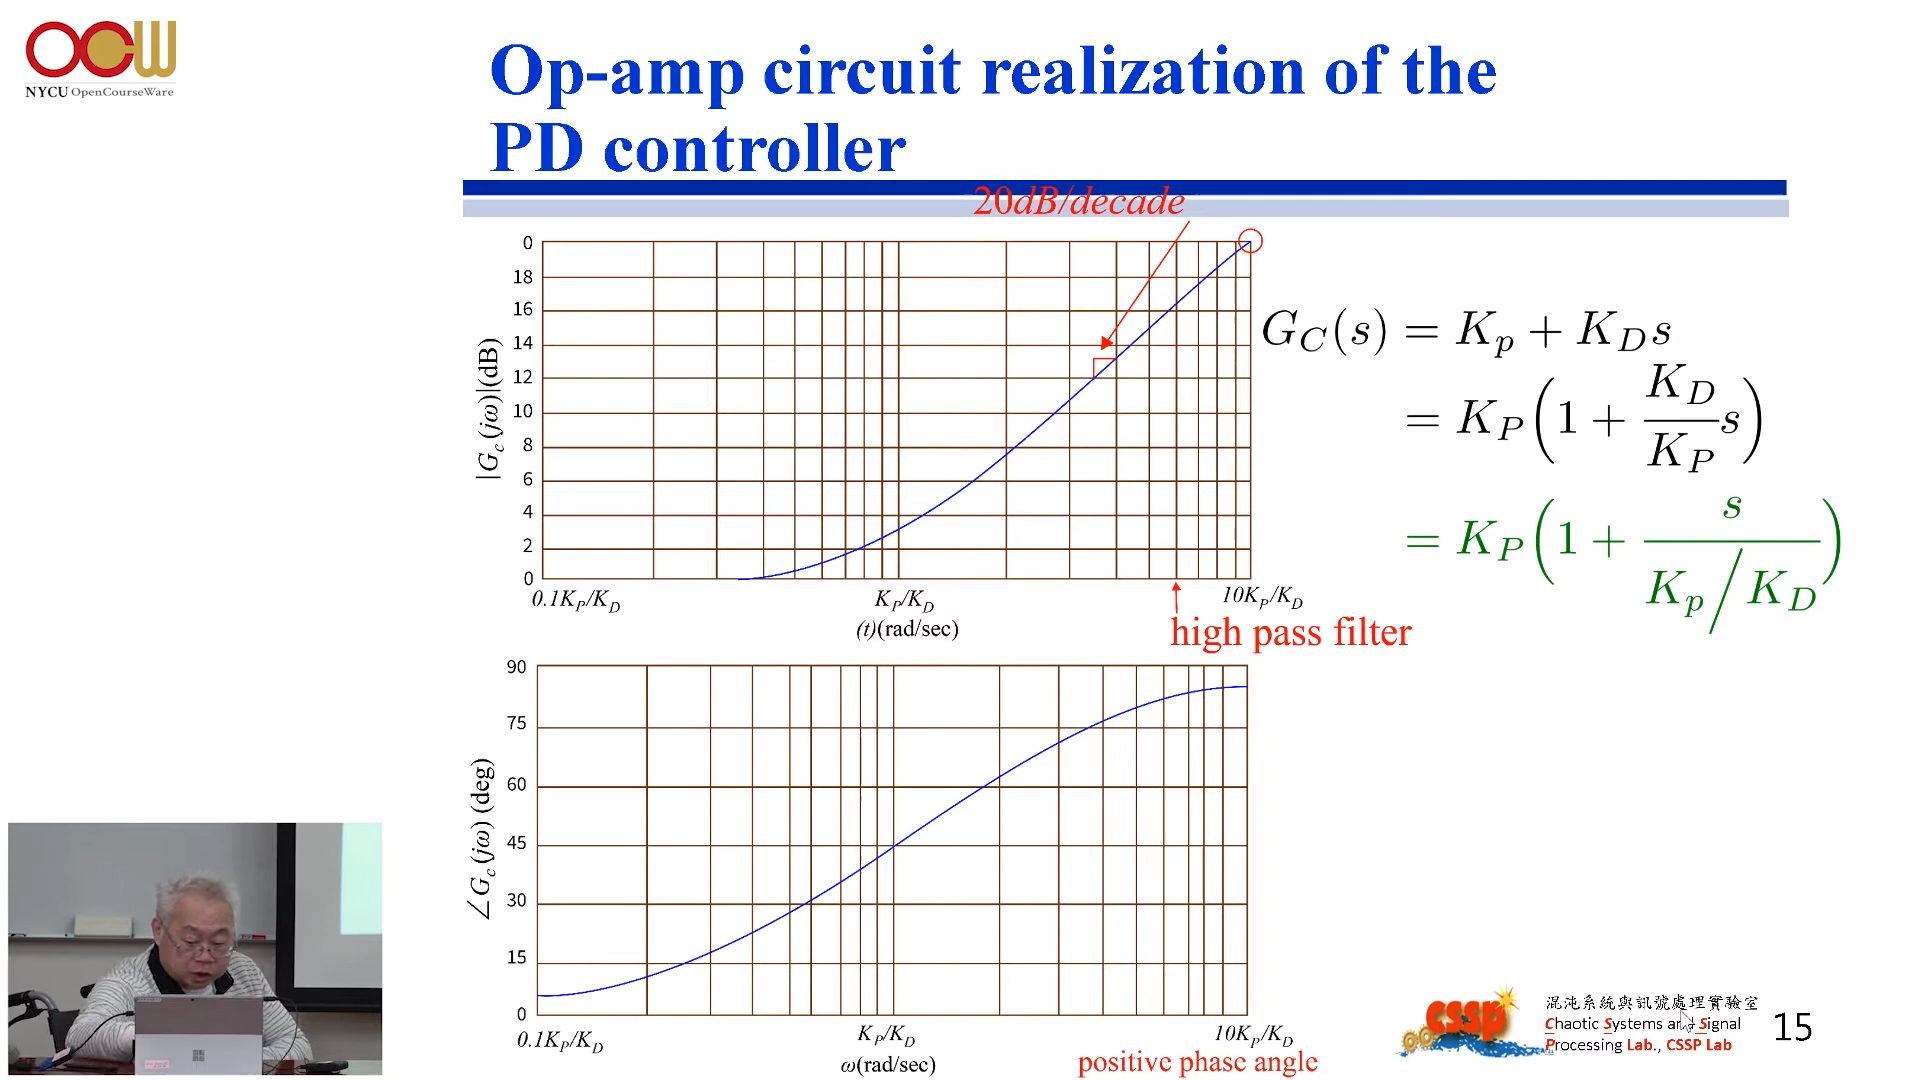 OCW
NYCU OpenCourseWare
Op-amp circuit realization of the
PD controller
20dB/decade
0
18
16
14
12
10
8
6
4
2
0
|G_c(jω)|(dB)
0.1K_P/K_D
K_P/K_D
10K_P/K_D
(t)(rad/sec)
high pass filter
G_C(s) = K_p + K_D s
= K_P(1 + K_D/K_P s)
= K_P(1 + s/(K_p/K_D))
90
75
60
45
30
15
0
∠G_c(jω) (deg)
0.1K_P/K_D
K_P/K_D
10K_P/K_D
ω(rad/sec)
positive phase angle
cssp
混沌系統與訊號處理實驗室
Chaotic Systems and Signal
Processing Lab., CSSP Lab
15